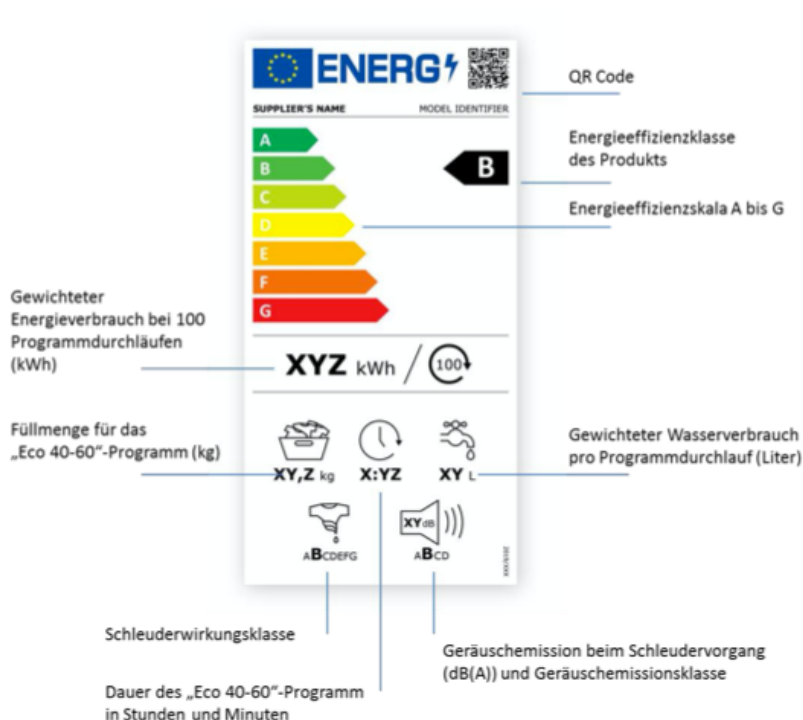 ENERG
QR Code
SUPPLIER'S NAME MODEL IDENTIFIER
Energieeffizienzklasse
des Produkts
A
B
B
C
Energieeffizienzskala A bis G
D
E
F
G
Gewichteter
Energieverbrauch bei 100
Programmdurchläufen
(kWh)
XYZ kWh / 100
Füllmenge für das
„Eco 40-60“-Programm (kg)
Gewichteter Wasserverbrauch
pro Programmdurchlauf (Liter)
XY,Z kg X:YZ XY L
XY dB
ABCDEFG ABCD
Schleuderwirkungsklasse
Geräuschemission beim Schleudervorgang
(dB(A)) und Geräuschemissionsklasse
Dauer des „Eco 40-60“-Programm
in Stunden und Minuten